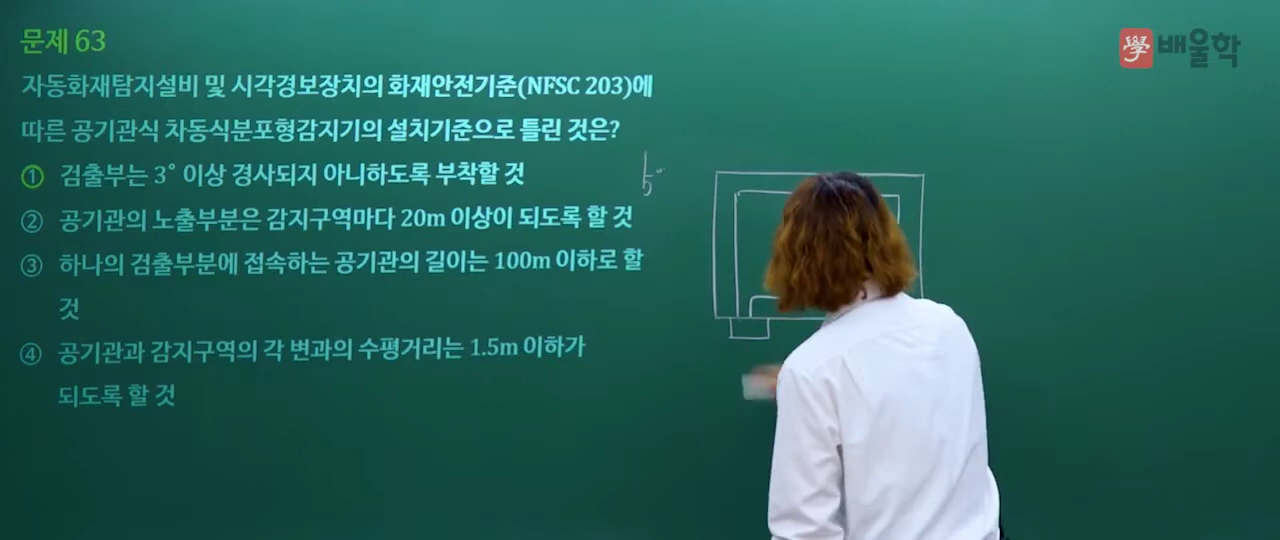 문제 63
學 배울학
자동화재탐지설비 및 시각경보장치의 화재안전기준(NFSC 203)에
따른 공기관식 차동식분포형감지기의 설치기준으로 틀린 것은?
① 검출부는 3° 이상 경사되지 아니하도록 부착할 것
5°
② 공기관의 노출부분은 감지구역마다 20m 이상이 되도록 할 것
③ 하나의 검출부분에 접속하는 공기관의 길이는 100m 이하로 할
것
④ 공기관과 감지구역의 각 변과의 수평거리는 1.5m 이하가
되도록 할 것